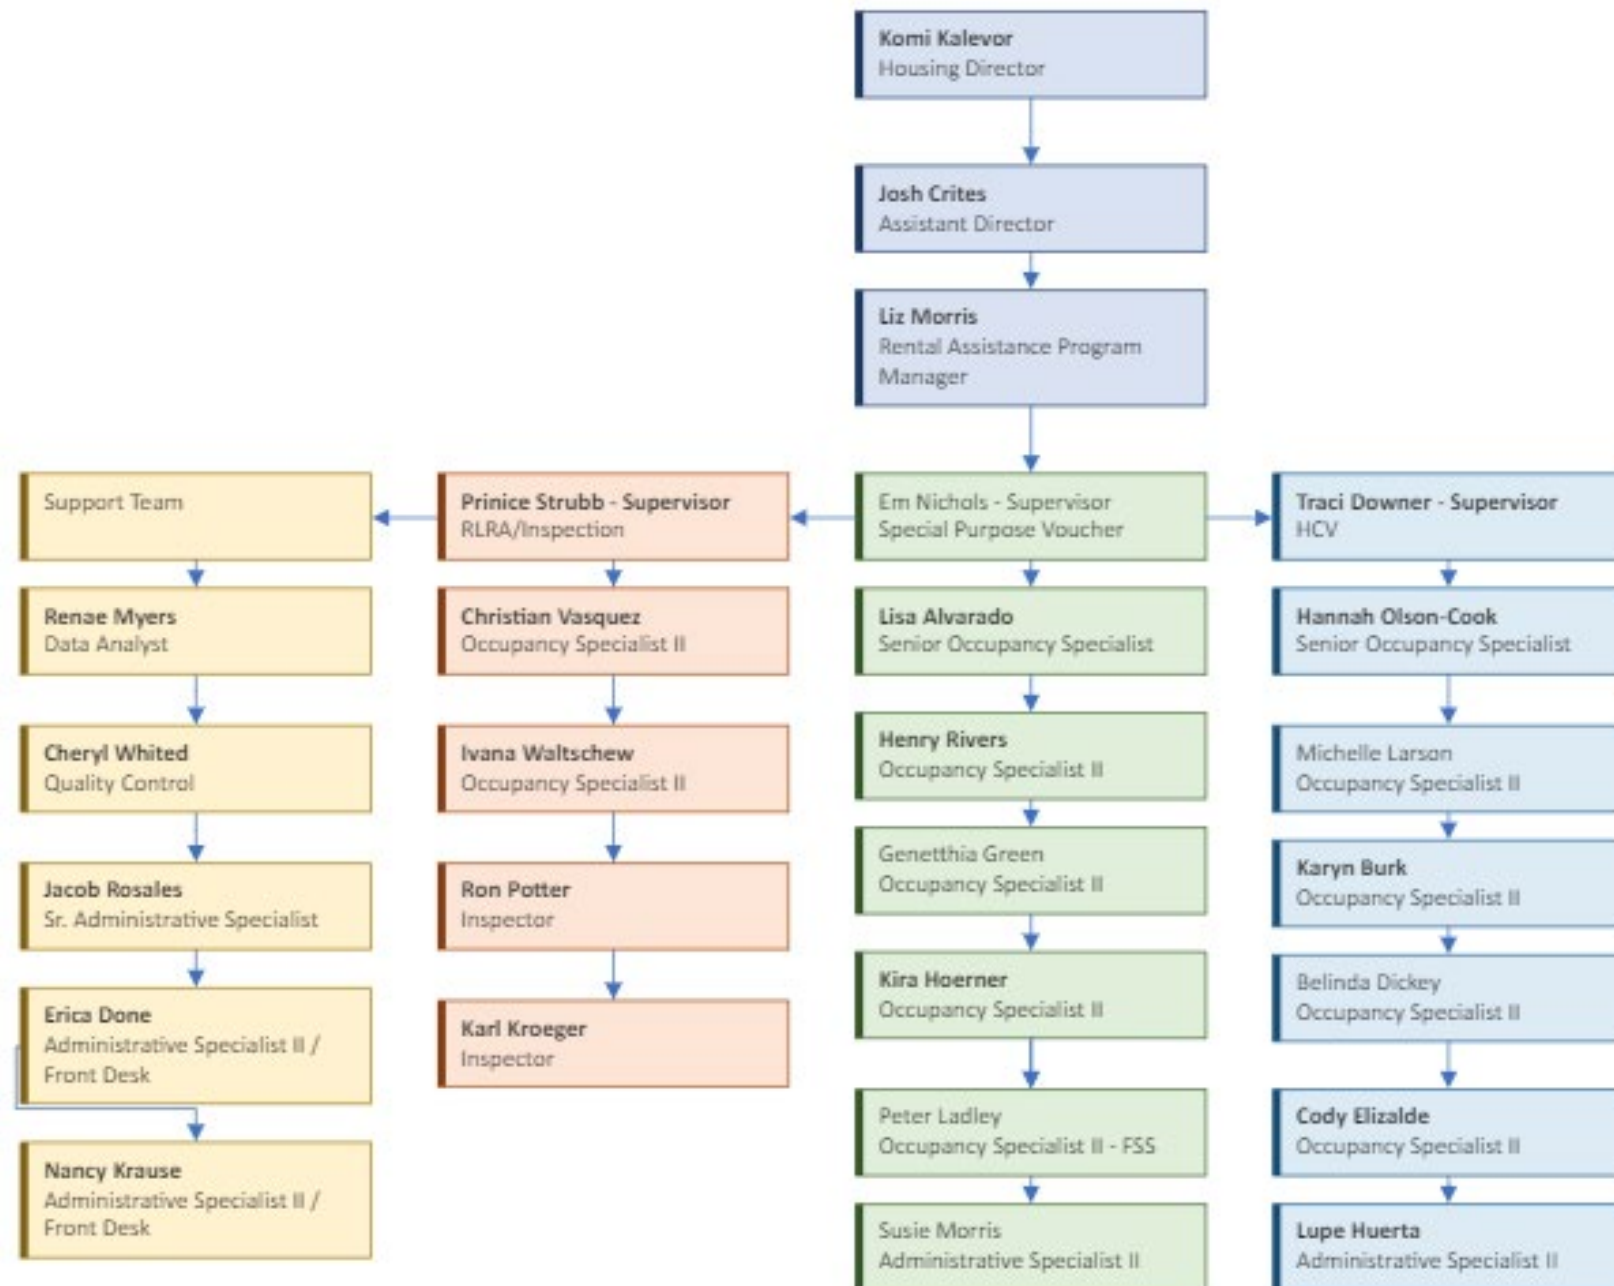 Komi Kalevor
Housing Director
Josh Crites
Assistant Director
Liz Morris
Rental Assistance Program
Manager
Support Team
Renae Myers
Data Analyst
Cheryl Whited
Quality Control
Jacob Rosales
Sr. Administrative Specialist
Erica Done
Administrative Specialist II /
Front Desk
Nancy Krause
Administrative Specialist II /
Front Desk
Prinice Strubb - Supervisor
RLRA/Inspection
Christian Vasquez
Occupancy Specialist II
Ivana Waltschew
Occupancy Specialist II
Ron Potter
Inspector
Karl Kroeger
Inspector
Em Nichols - Supervisor
Special Purpose Voucher
Lisa Alvarado
Senior Occupancy Specialist
Henry Rivers
Occupancy Specialist II
Genetthia Green
Occupancy Specialist II
Kira Hoerner
Occupancy Specialist II
Peter Ladley
Occupancy Specialist II - FSS
Susie Morris
Administrative Specialist II
Traci Downer - Supervisor
HCV
Hannah Olson-Cook
Senior Occupancy Specialist
Michelle Larson
Occupancy Specialist II
Karyn Burk
Occupancy Specialist II
Belinda Dickey
Occupancy Specialist II
Cody Elizalde
Occupancy Specialist II
Lupe Huerta
Administrative Specialist II